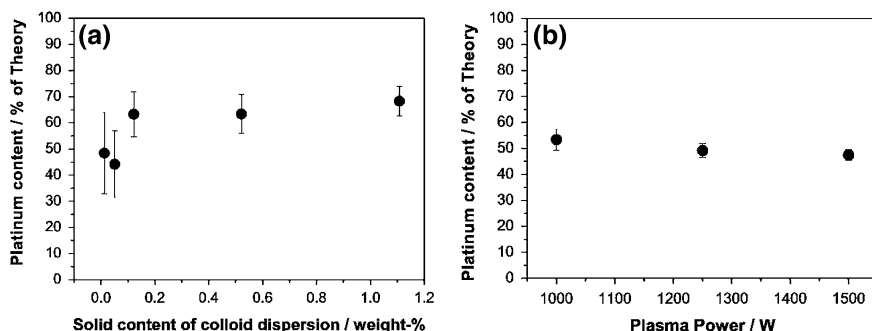 (a)
Platinum content / % of Theory
100
90
80
70
60
50
40
30
20
10
0
0.0 0.2 0.4 0.6 0.8 1.0 1.2
Solid content of colloid dispersion / weight-%
(b)
Platinum content / % of Theory
100
90
80
70
60
50
40
30
20
10
0
1000 1100 1200 1300 1400 1500
Plasma Power / W